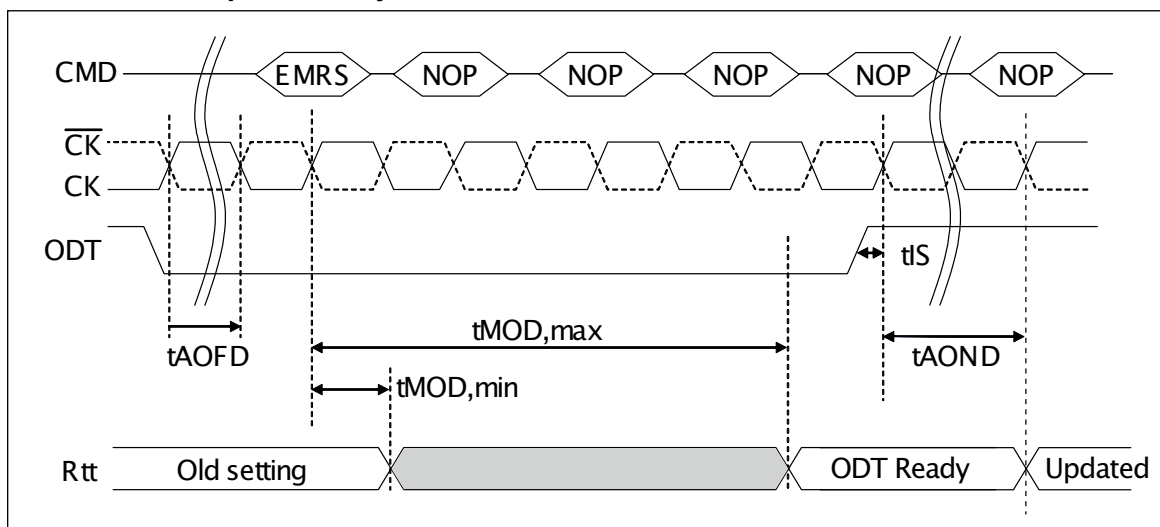 CMD EMRS NOP NOP NOP NOP NOP
CK
CK
ODT
tIS
tMOD,max
tAOFD
tAOND
tMOD,min
Rtt Old setting ODT Ready Updated